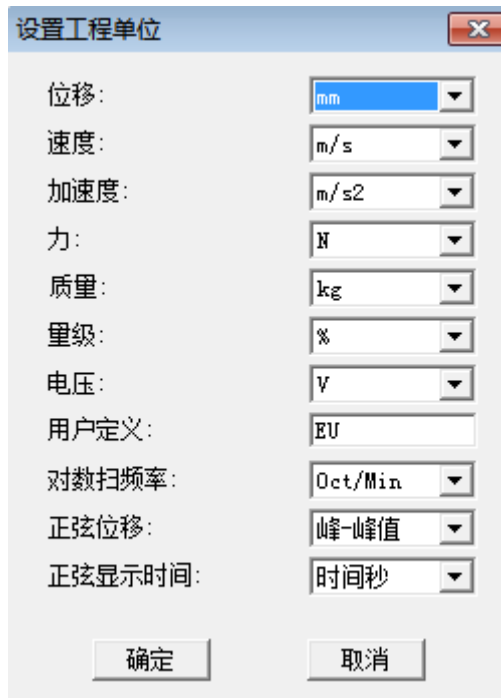 设置工程单位
位移: mm
速度: m/s
加速度: m/s2
力: N
质量: kg
量级: %
电压: V
用户定义: EU
对数扫频率: Oct/Min
正弦位移: 峰-峰值
正弦显示时间: 时间秒
确定 取消